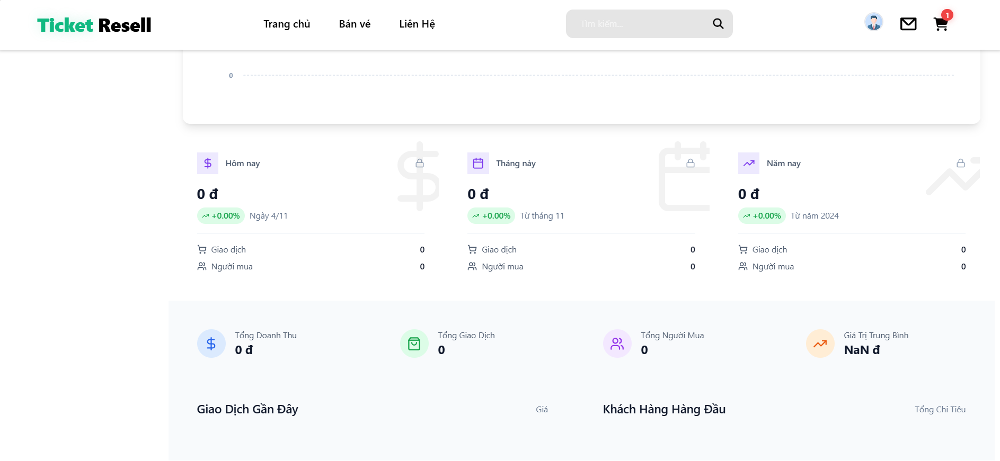 Ticket Resell
Trang chủ
Bán vé
Liên Hệ
Tìm kiếm...
1
0
Hôm nay
0 đ
+0.00% Ngày 4/11
Giao dịch 0
Người mua 0
Tháng này
0 đ
+0.00% Từ tháng 11
Giao dịch 0
Người mua 0
Năm nay
0 đ
+0.00% Từ năm 2024
Giao dịch 0
Người mua 0
Tổng Doanh Thu
0 đ
Tổng Giao Dịch
0
Tổng Người Mua
0
Giá Trị Trung Bình
NaN đ
Giao Dịch Gần Đây Giá
Khách Hàng Hàng Đầu Tổng Chi Tiêu